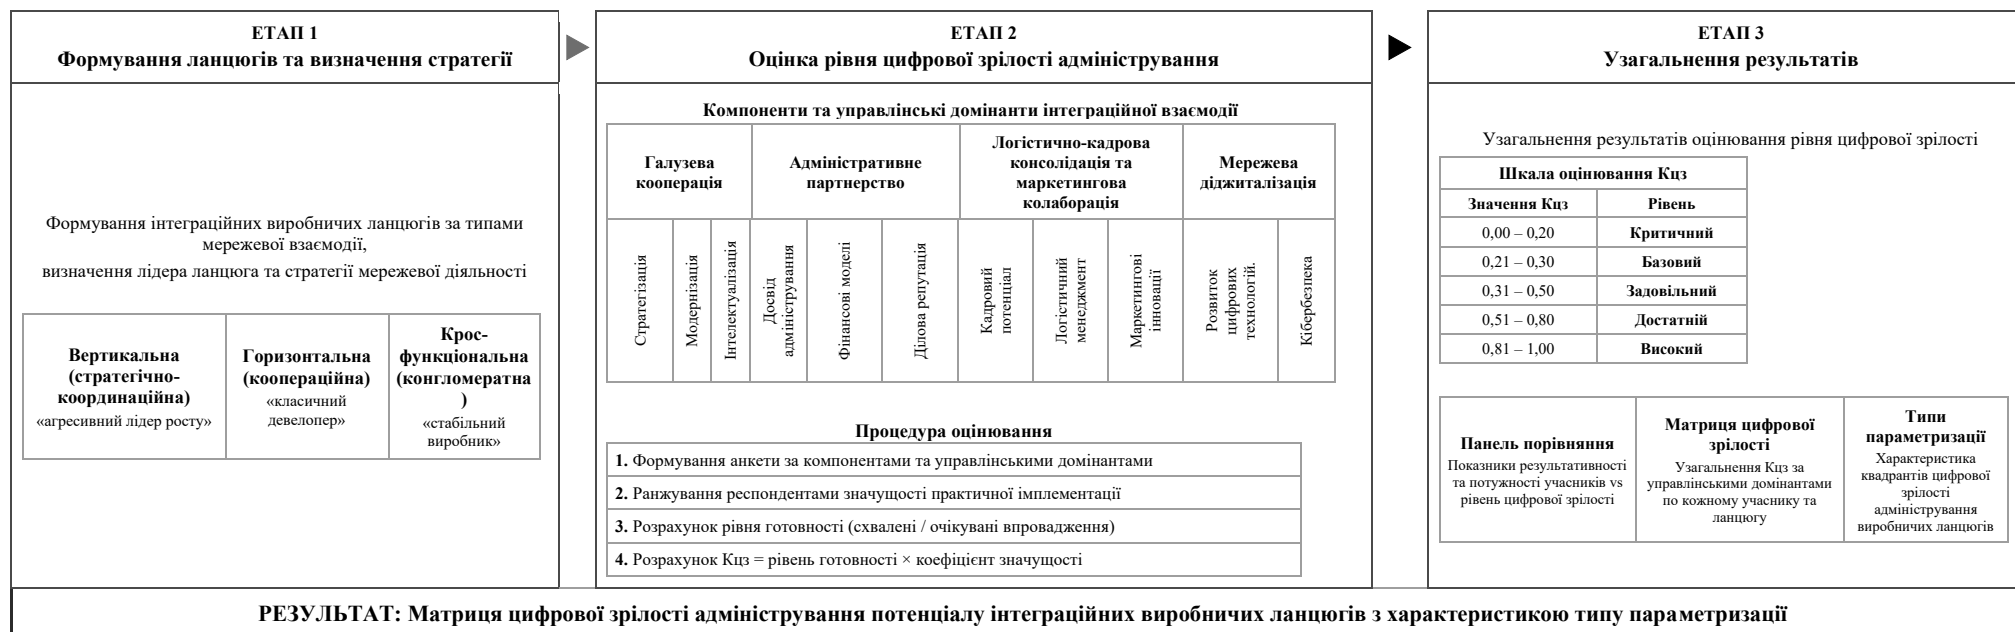 ЕТАП 1
Формування ланцюгів та визначення стратегії
Формування інтеграційних виробничих ланцюгів за типами
мережевої взаємодії,
визначення лідера ланцюга та стратегії мережевої діяльності
Вертикальна
(стратегічно-
координаційна)
«агресивний лідер росту»
Горизонтальна
(коопераційна)
«класичний
девелопер»
Крос-
функціональна
(конгломератна
)
«стабільний
виробник»
ЕТАП 2
Оцінка рівня цифрової зрілості адміністрування
Компоненти та управлінські домінанти інтеграційної взаємодії
Галузева
кооперація
Адміністративне
партнерство
Логістично-кадрова
консолідація та
маркетингова
колаборація
Мережева
діджиталізація
Стратегізація
Модернізація
Інтелектуалізація
Досвід
адміністрування
Фінансові моделі
Ділова репутація
Кадровий
потенціал
Логістичний
менеджмент
Маркетингові
інновації
Розвиток
цифрових
технологій.
Кібербезпека
Процедура оцінювання
1. Формування анкети за компонентами та управлінськими домінантами
2. Ранжування респондентами значущості практичної імплементації
3. Розрахунок рівня готовності (схвалені / очікувані впровадження)
4. Розрахунок Кцз = рівень готовності × коефіцієнт значущості
ЕТАП 3
Узагальнення результатів
Узагальнення результатів оцінювання рівня цифрової зрілості
Шкала оцінювання Кцз
Значення Кцз Рівень
0,00 – 0,20 Критичний
0,21 – 0,30 Базовий
0,31 – 0,50 Задовільний
0,51 – 0,80 Достатній
0,81 – 1,00 Високий
Панель порівняння
Показники результативності
та потужності учасників vs
рівень цифрової зрілості
Матриця цифрової
зрілості
Узагальнення Кцз за
управлінськими домінантами
по кожному учаснику та
ланцюгу
Типи
параметризації
Характеристика
квадрантів цифрової
зрілості
адміністрування
виробничих ланцюгів
РЕЗУЛЬТАТ: Матриця цифрової зрілості адміністрування потенціалу інтеграційних виробничих ланцюгів з характеристикою типу параметризації